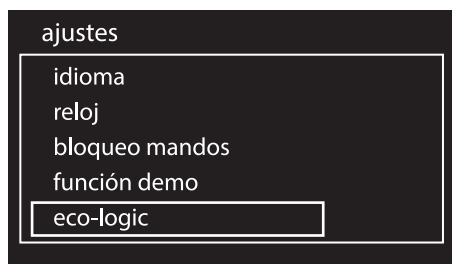 ajustes
idioma
reloj
bloqueo mandos
función demo
eco-logic